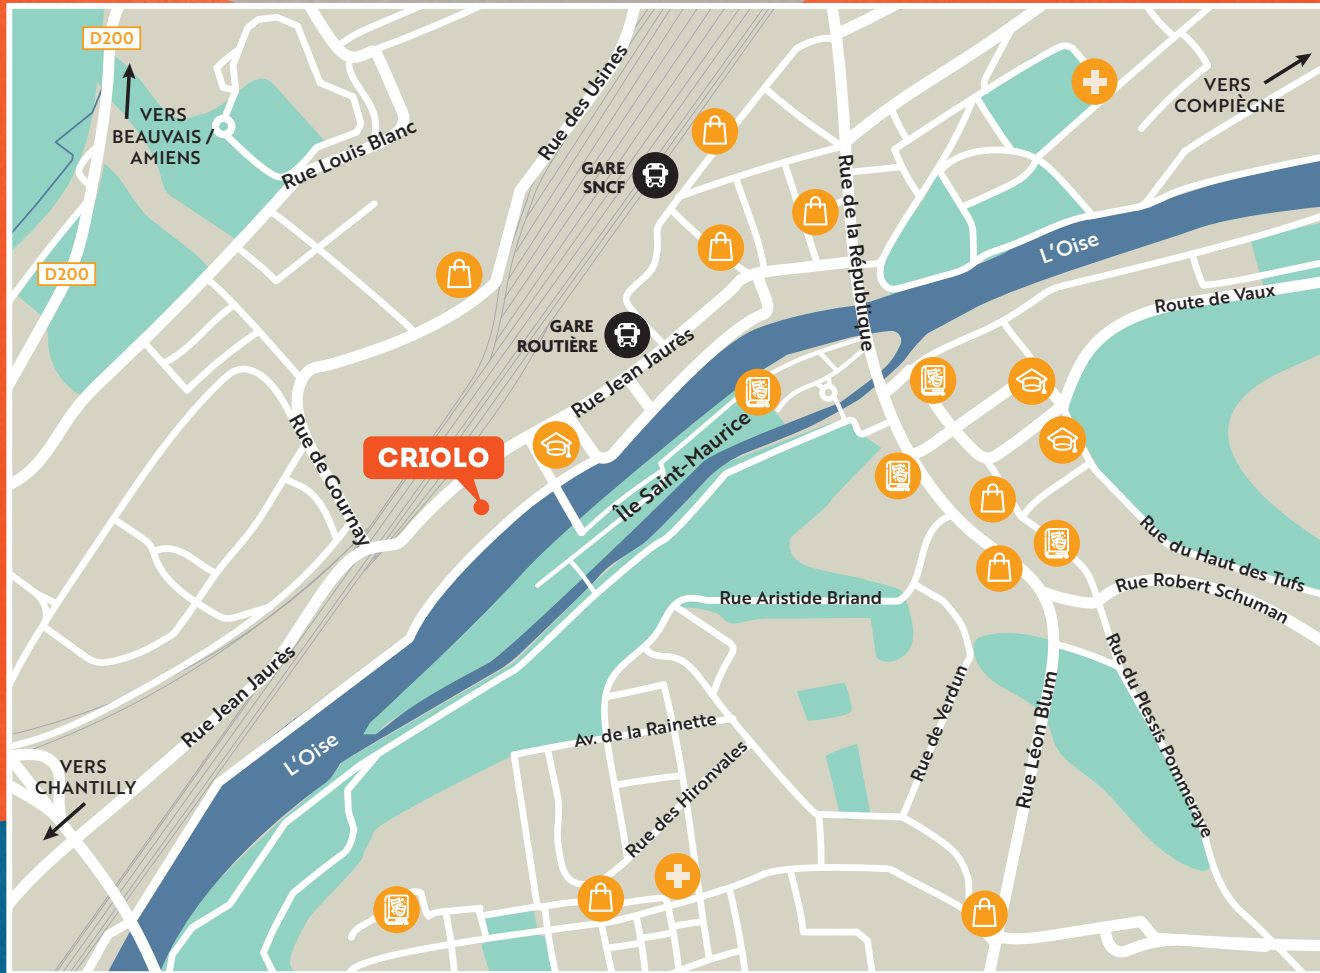 D200
VERS
BEAUVAIS /
AMIENS
Rue Louis Blanc
Rue des Usines
VERS
COMPIÈGNE
GARE
SNCF
Rue de la République
L'Oise
D200
Route de Vaux
GARE
ROUTIÈRE
Rue Jean Jaurès
Rue de Gournay
CRIOLO
Île Saint-Maurice
Rue du Haut des Tufs
Rue Robert Schuman
Rue Aristide Briand
Rue Jean Jaurès
Rue de Verdun
Rue Léon Blum
Rue du Plessis Pommeraye
L'Oise
Av. de la Rainette
Rue des Hironvales
VERS
CHANTILLY